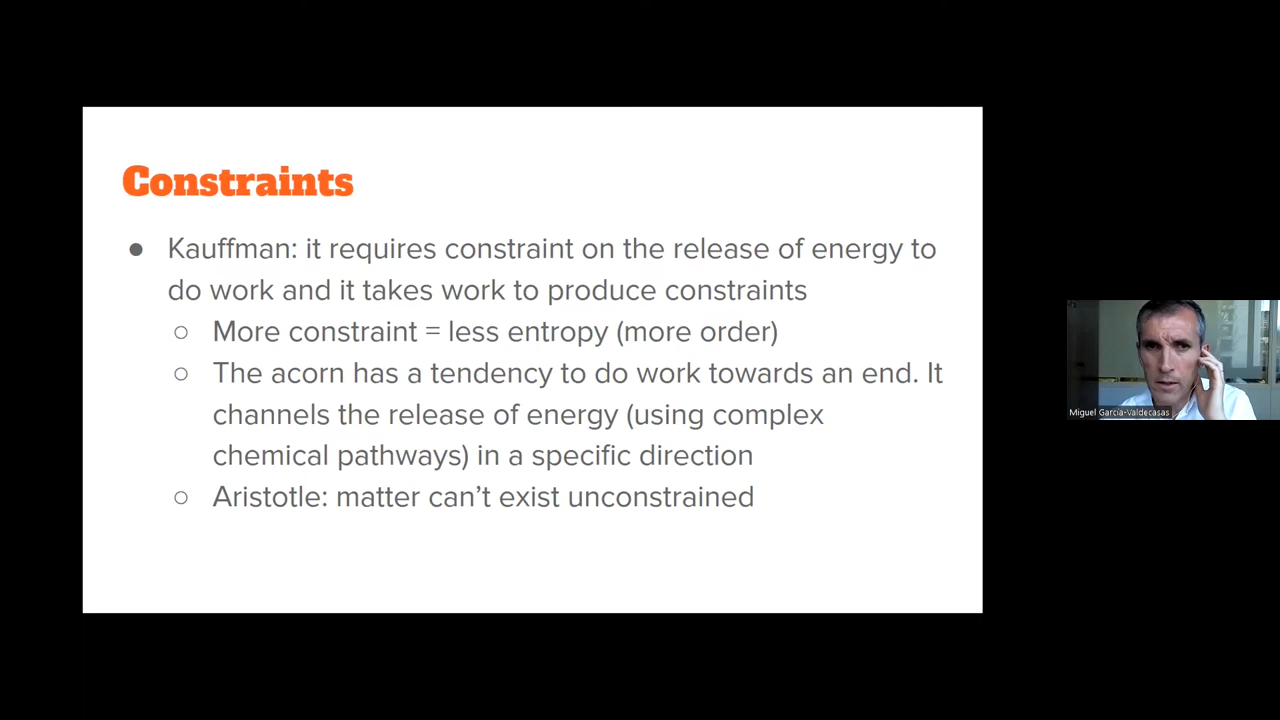 Constraints
● Kauffman: it requires constraint on the release of energy to
do work and it takes work to produce constraints
○ More constraint = less entropy (more order)
○ The acorn has a tendency to do work towards an end. It
channels the release of energy (using complex
chemical pathways) in a specific direction
○ Aristotle: matter can’t exist unconstrained
Miguel García-Valdecasas